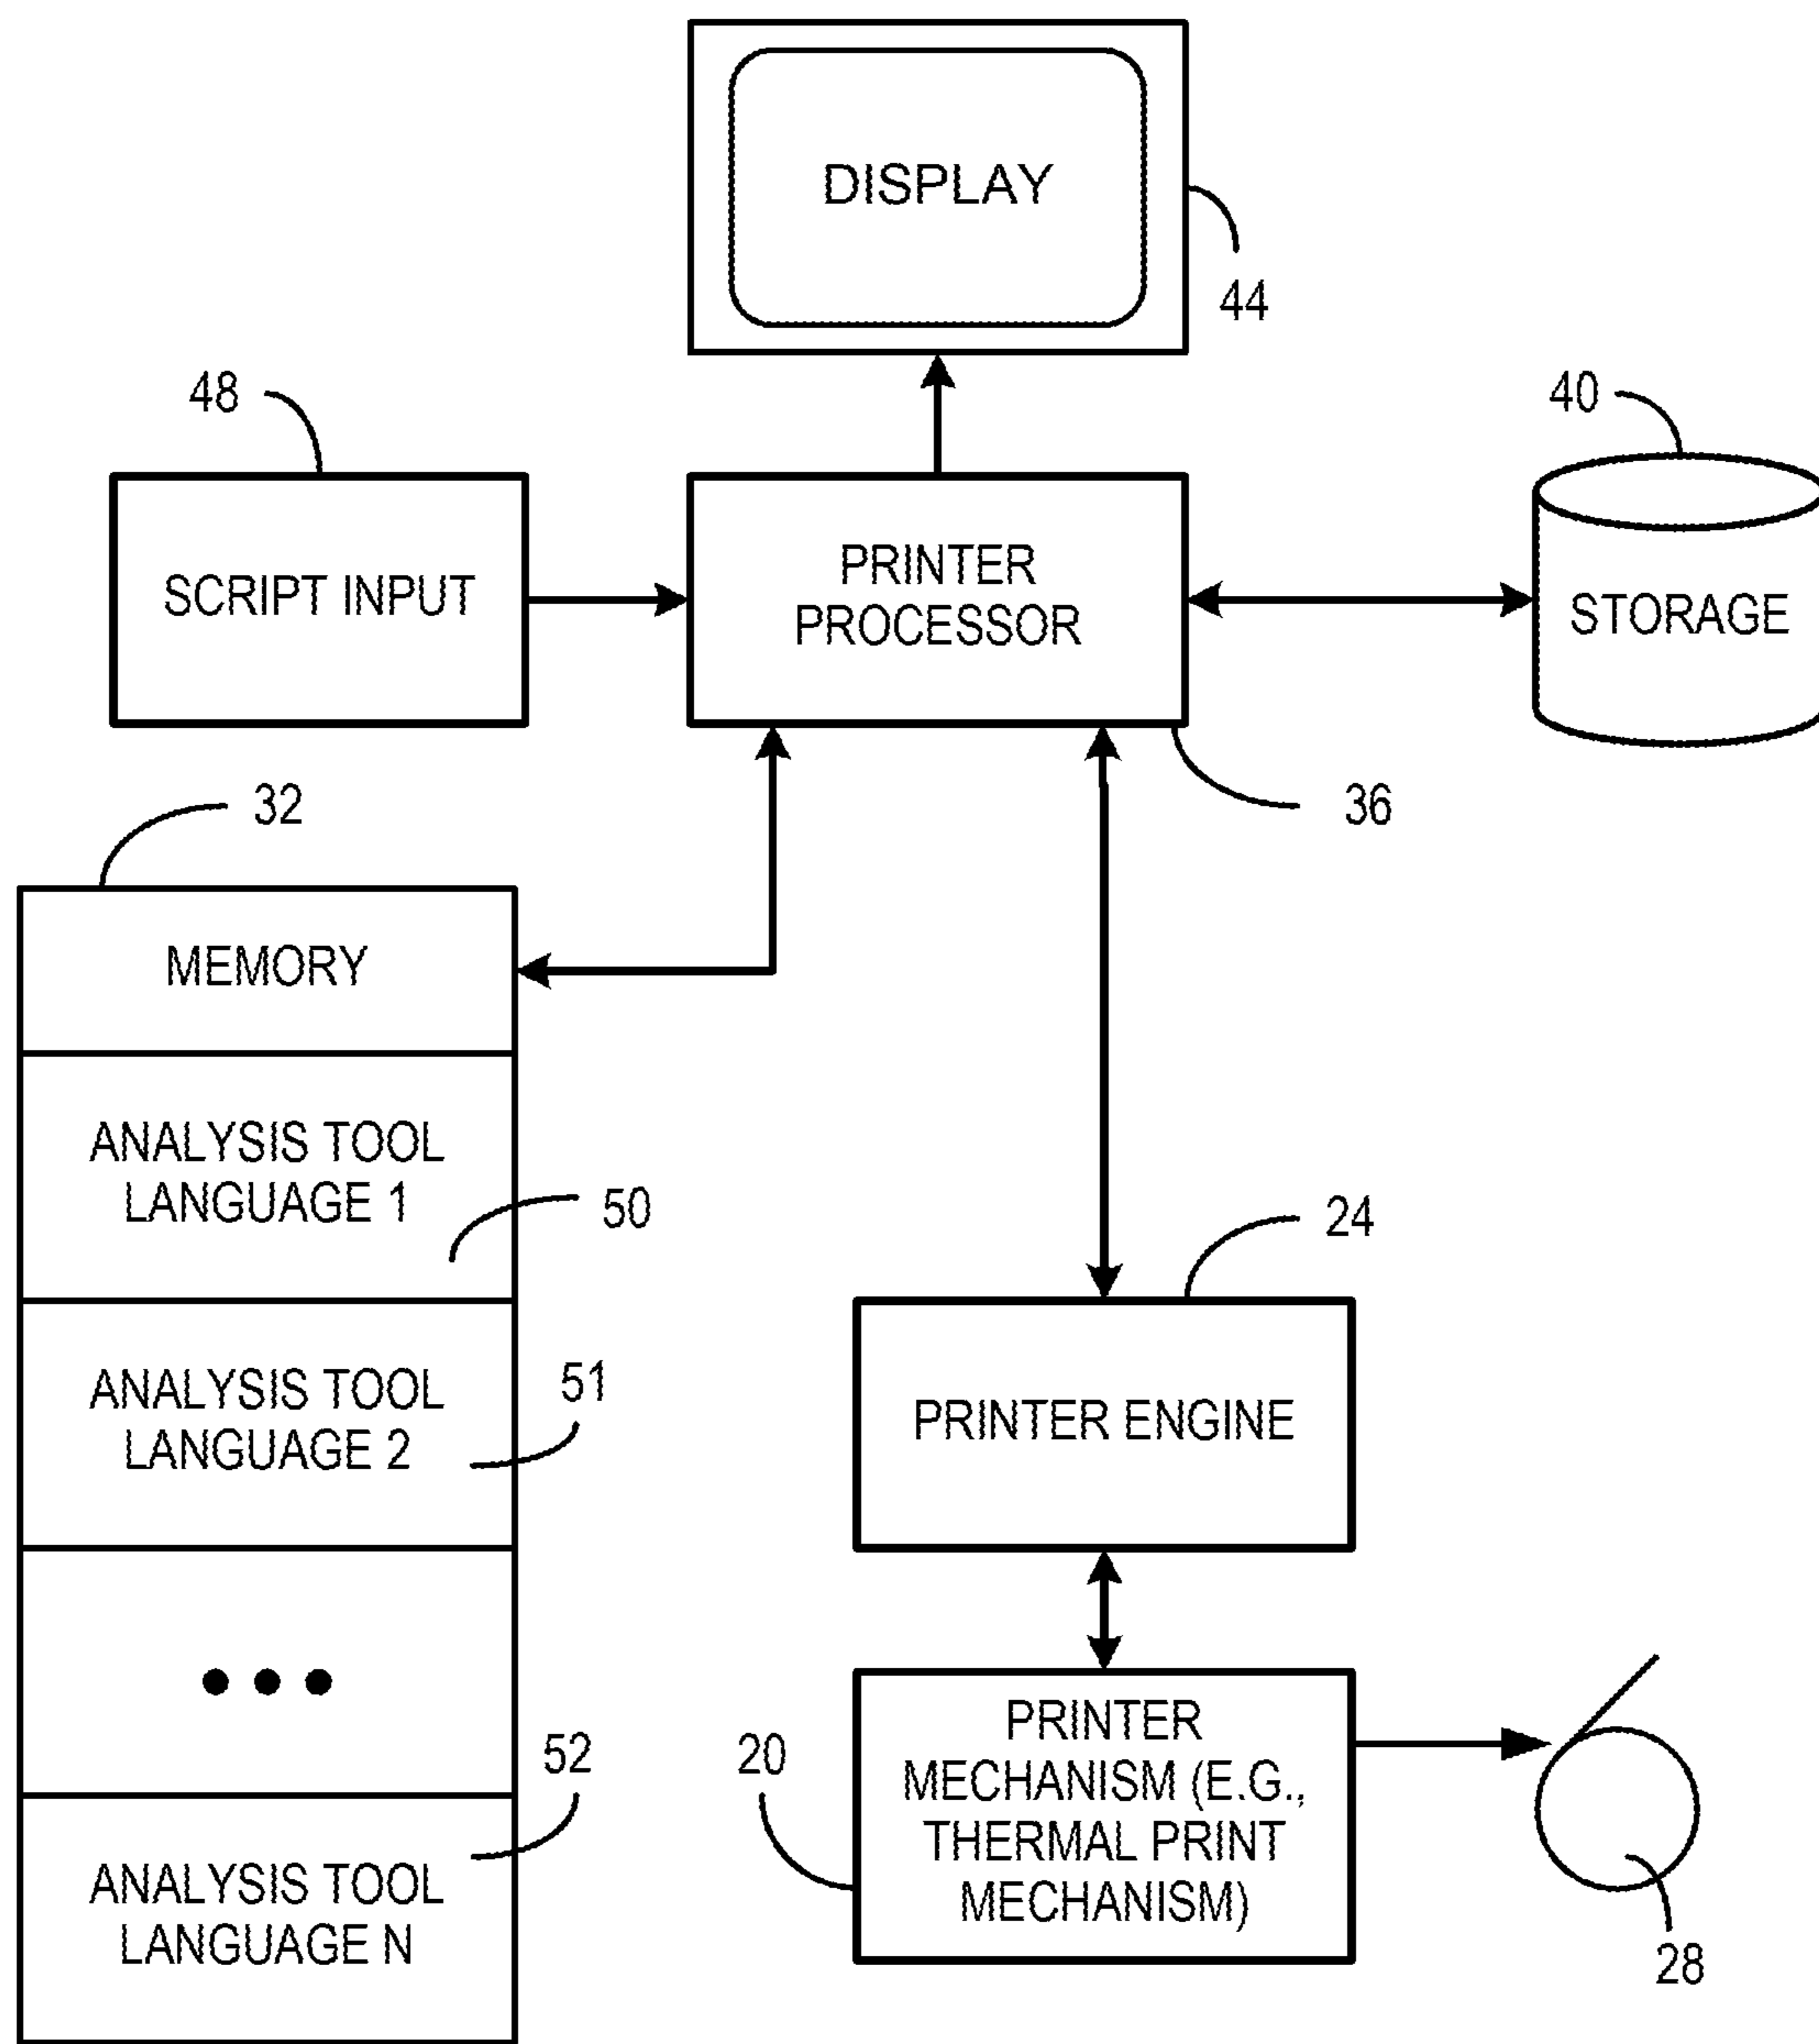 DISPLAY
44
48
40
SCRIPT INPUT
PRINTER
PROCESSOR
STORAGE
32
36
MEMORY
ANALYSIS TOOL
LANGUAGE 1
50
24
ANALYSIS TOOL
LANGUAGE 2
51
PRINTER ENGINE
•••
52
20
PRINTER
MECHANISM (E.G.,
THERMAL PRINT
MECHANISM)
ANALYSIS TOOL
LANGUAGE N
28